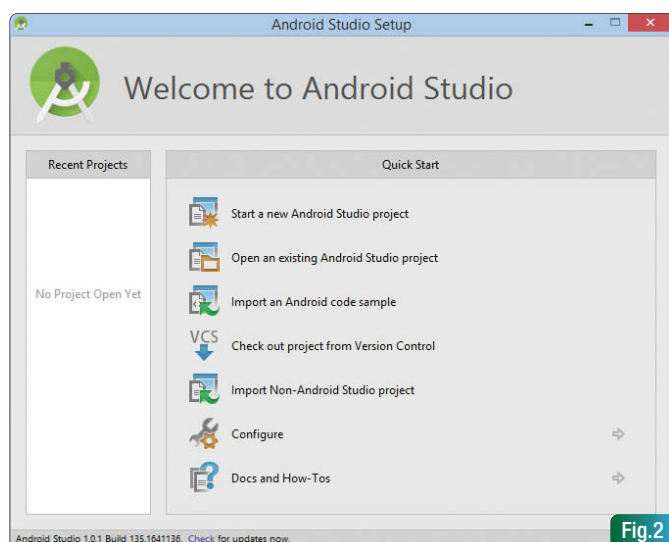 Android Studio Setup
Welcome to Android Studio
Recent Projects
No Project Open Yet
Quick Start
Start a new Android Studio project
Open an existing Android Studio project
Import an Android code sample
VCS
Check out project from Version Control
Import Non-Android Studio project
Configure
Docs and How-Tos
Android Studio 1.0.1 Build 135.1641136. Check for updates now.
Fig.2